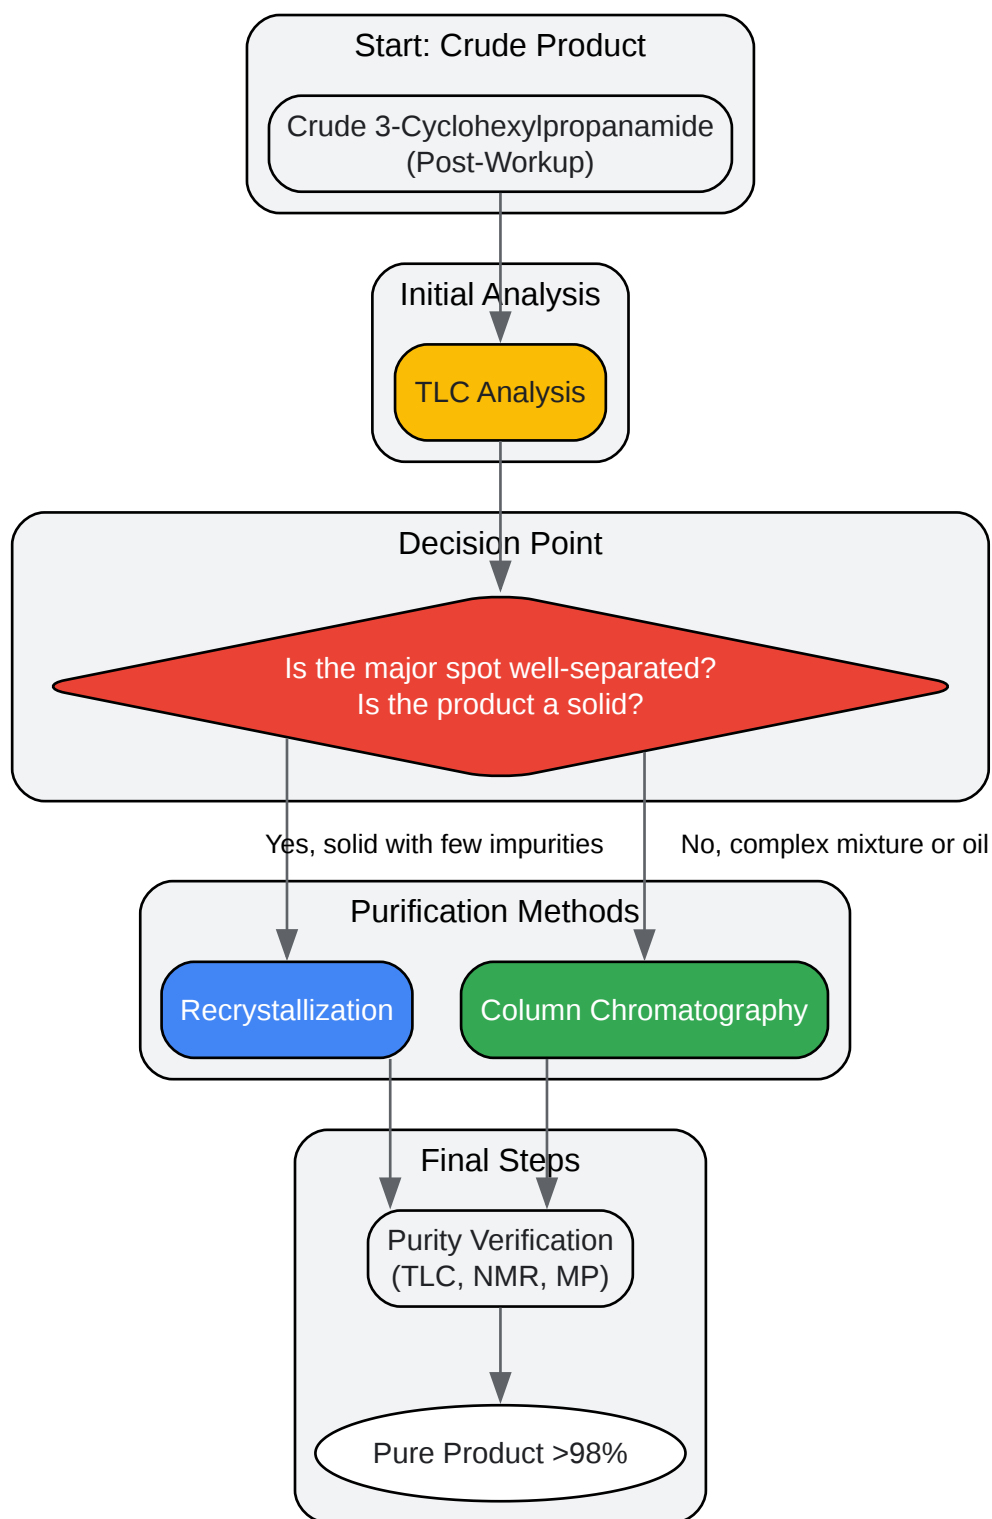 Start: Crude Product
Crude 3-Cyclohexylpropanamide
(Post-Workup)
Initial Analysis
TLC Analysis
Decision Point
Is the major spot well-separated?
Is the product a solid?
Yes, solid with few impurities
No, complex mixture or oil
Purification Methods
Recrystallization
Column Chromatography
Final Steps
Purity Verification
(TLC, NMR, MP)
Pure Product >98%